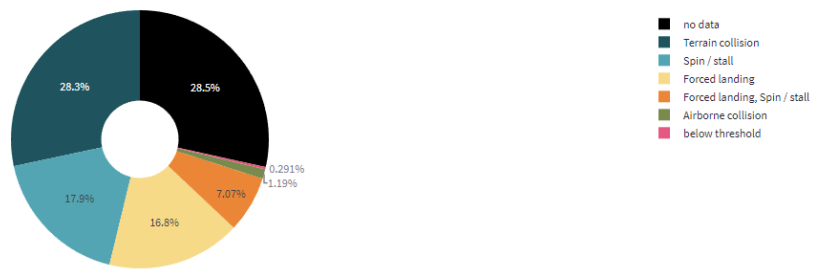 28.3%
28.5%
0.291%
1.19%
7.07%
17.9%
16.8%
no data
Terrain collision
Spin / stall
Forced landing
Forced landing, Spin / stall
Airborne collision
below threshold